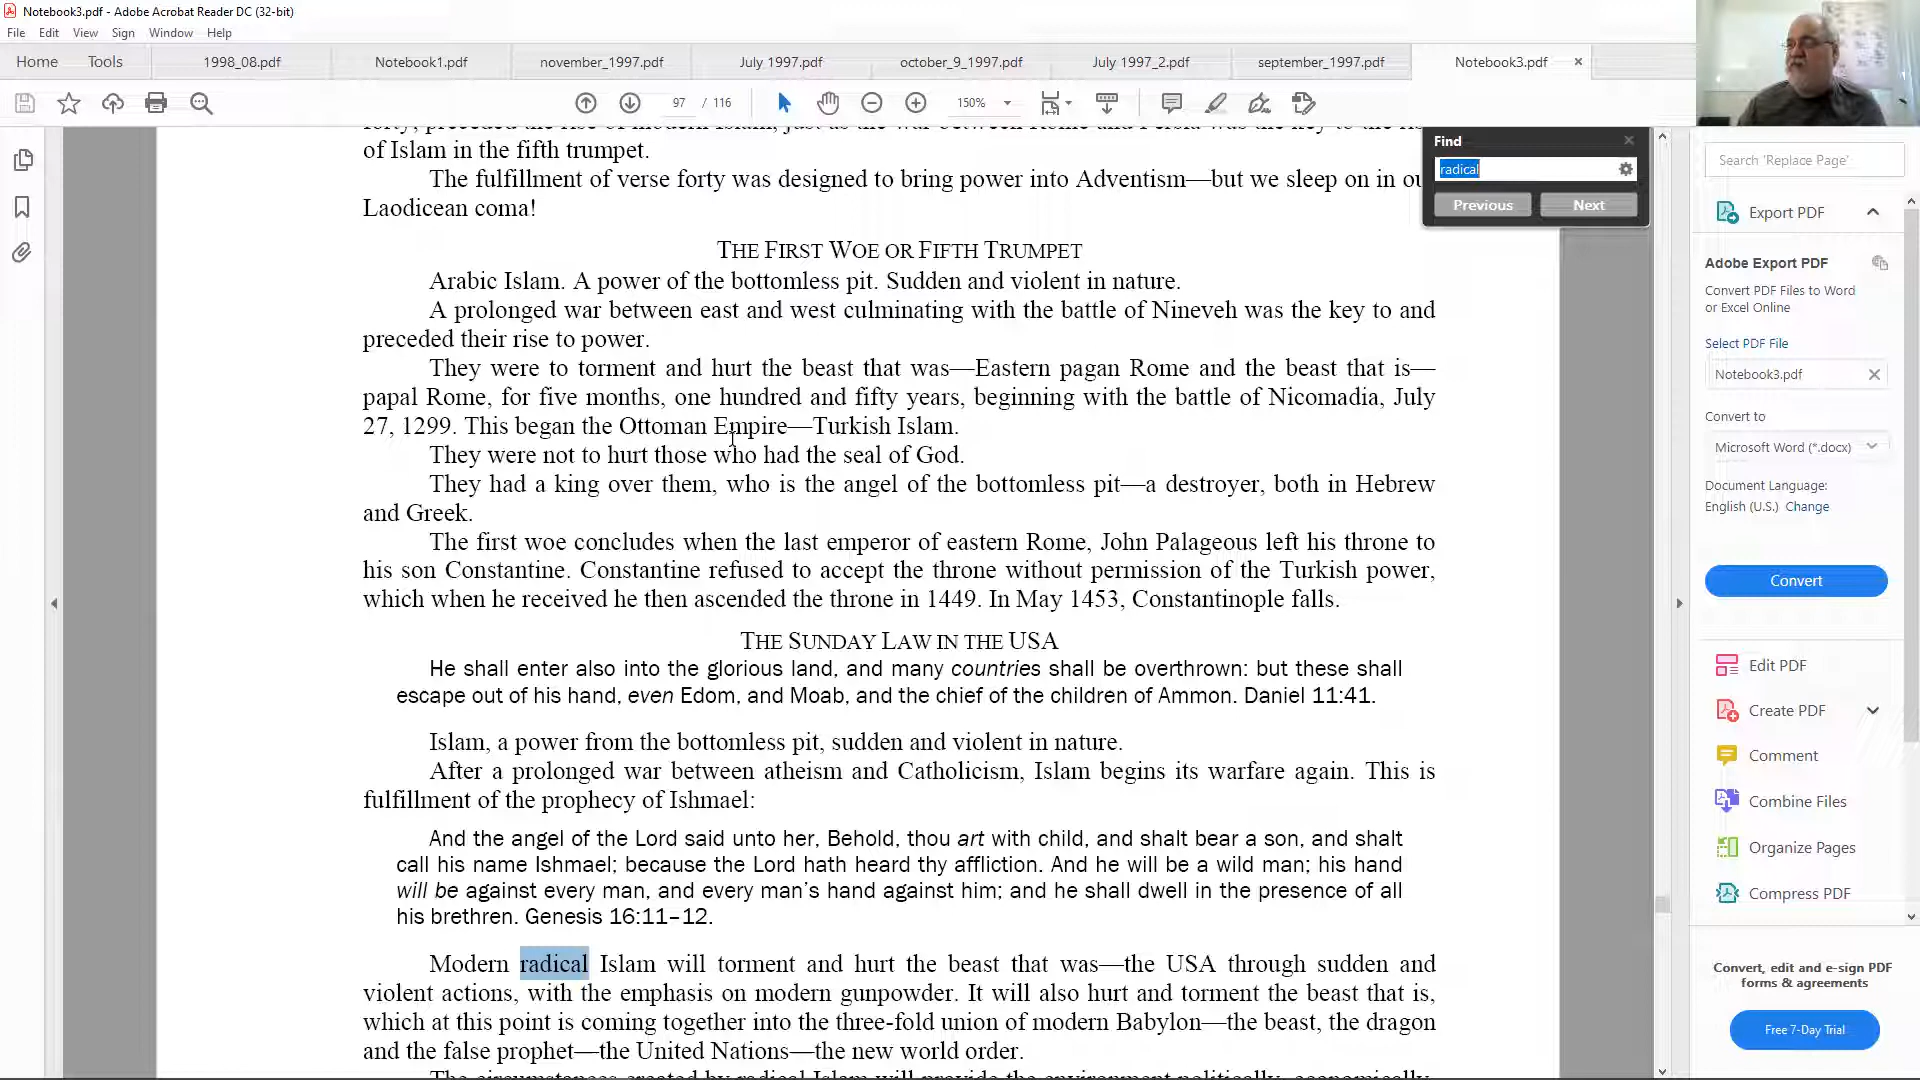 Notebook3.pdf - Adobe Acrobat Reader DC (32-bit)
File Edit View Sign Window Help
Home Tools 1998_08.pdf Notebook1.pdf november_1997.pdf July 1997.pdf october_9_1997.pdf July 1997_2.pdf september_1997.pdf Notebook3.pdf
97 / 116 150%
of Islam in the fifth trumpet.
The fulfillment of verse forty was designed to bring power into Adventism—but we sleep on in
Laodicean coma!
THE FIRST WOE OR FIFTH TRUMPET
Arabic Islam. A power of the bottomless pit. Sudden and violent in nature.
A prolonged war between east and west culminating with the battle of Nineveh was the key to and
preceded their rise to power.
They were to torment and hurt the beast that was—Eastern pagan Rome and the beast that is—
papal Rome, for five months, one hundred and fifty years, beginning with the battle of Nicomadia, July
27, 1299. This began the Ottoman Empire—Turkish Islam.
They were not to hurt those who had the seal of God.
They had a king over them, who is the angel of the bottomless pit—a destroyer, both in Hebrew
and Greek.
The first woe concludes when the last emperor of eastern Rome, John Palageous left his throne to
his son Constantine. Constantine refused to accept the throne without permission of the Turkish power,
which when he received he then ascended the throne in 1449. In May 1453, Constantinople falls.
THE SUNDAY LAW IN THE USA
He shall enter also into the glorious land, and many countries shall be overthrown: but these shall
escape out of his hand, even Edom, and Moab, and the chief of the children of Ammon. Daniel 11:41.
Islam, a power from the bottomless pit, sudden and violent in nature.
After a prolonged war between atheism and Catholicism, Islam begins its warfare again. This is
fulfillment of the prophecy of Ishmael:
And the angel of the Lord said unto her, Behold, thou art with child, and shalt bear a son, and shalt
call his name Ishmael; because the Lord hath heard thy affliction. And he will be a wild man; his hand
will be against every man, and every man's hand against him; and he shall dwell in the presence of all
his brethren. Genesis 16:11–12.
Modern radical Islam will torment and hurt the beast that was—the USA through sudden and
violent actions, with the emphasis on modern gunpowder. It will also hurt and torment the beast that is,
which at this point is coming together into the three-fold union of modern Babylon—the beast, the dragon
and the false prophet—the United Nations—the new world order.
Find
radical
Previous Next
Search 'Replace Page'
Export PDF
Adobe Export PDF
Convert PDF Files to Word
or Excel Online
Select PDF File
Notebook3.pdf
Convert to
Microsoft Word (*.docx)
Document Language:
English (U.S.) Change
Convert
Edit PDF
Create PDF
Comment
Combine Files
Organize Pages
Compress PDF
Convert, edit and e-sign PDF
forms & agreements
Free 7-Day Trial